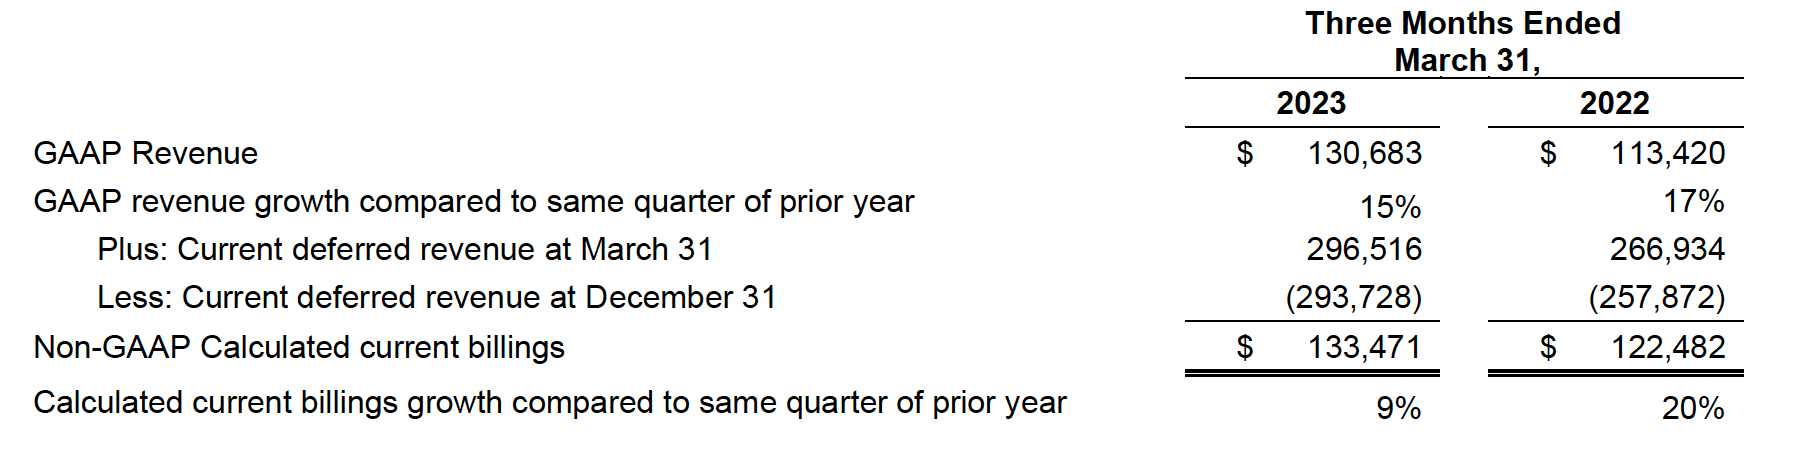 Three Months Ended
March 31,
2023 2022
GAAP Revenue $ 130,683 $ 113,420
GAAP revenue growth compared to same quarter of prior year 15% 17%
Plus: Current deferred revenue at March 31 296,516 266,934
Less: Current deferred revenue at December 31 (293,728) (257,872)
Non-GAAP Calculated current billings $ 133,471 $ 122,482
Calculated current billings growth compared to same quarter of prior year 9% 20%